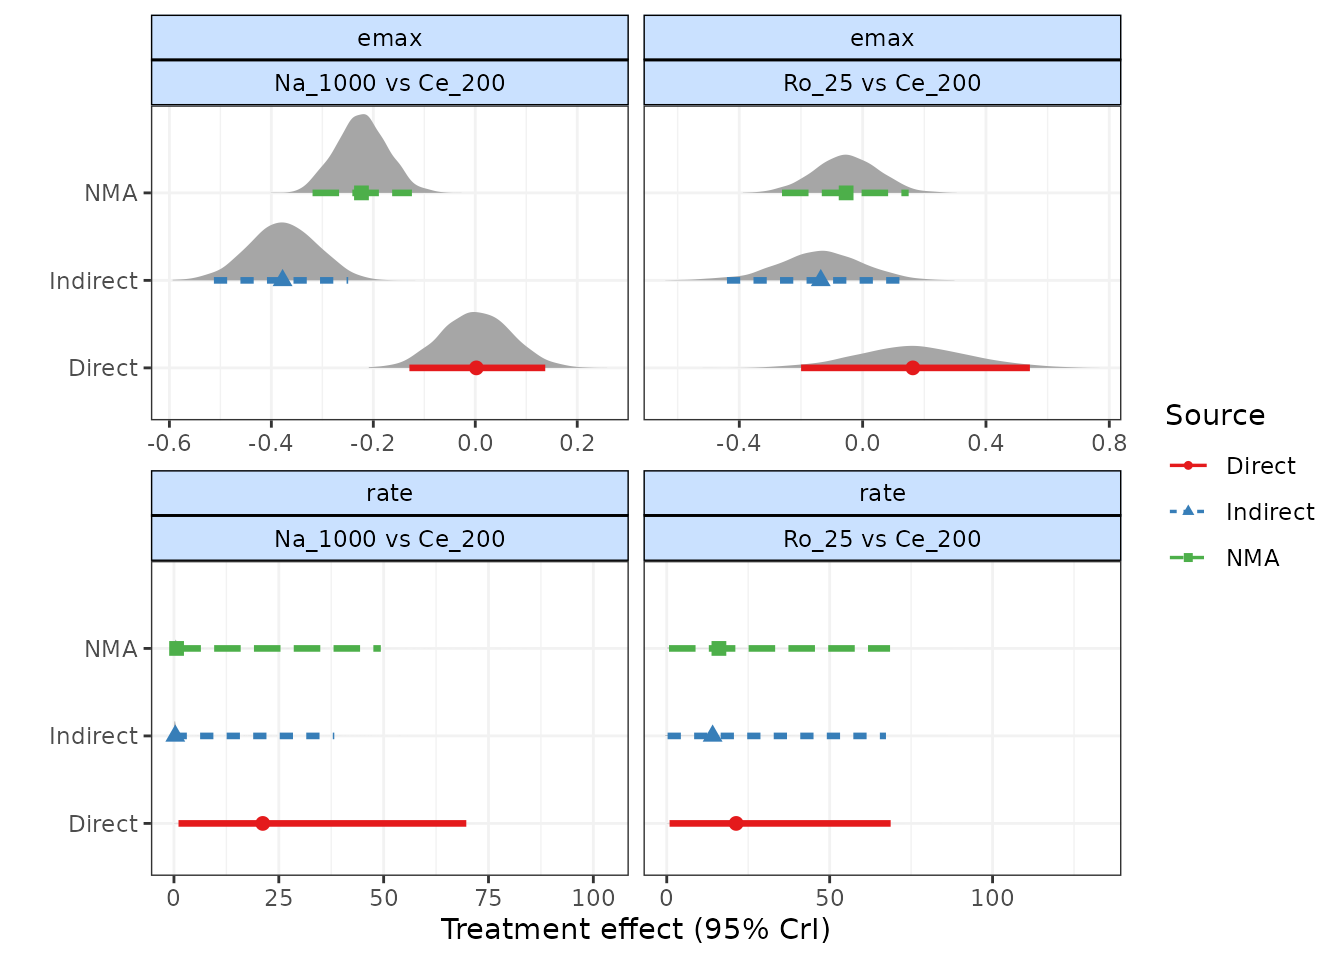 emax
emax
Na_1000 vs Ce_200
Ro_25 vs Ce_200
NMA
Indirect
Direct
-0.6 -0.4 -0.2 0.0 0.2
-0.4 0.0 0.4 0.8
rate
rate
Na_1000 vs Ce_200
Ro_25 vs Ce_200
NMA
Indirect
Direct
0 25 50 75 100
0 50 100
Treatment effect (95% CrI)
Source
Direct
Indirect
NMA